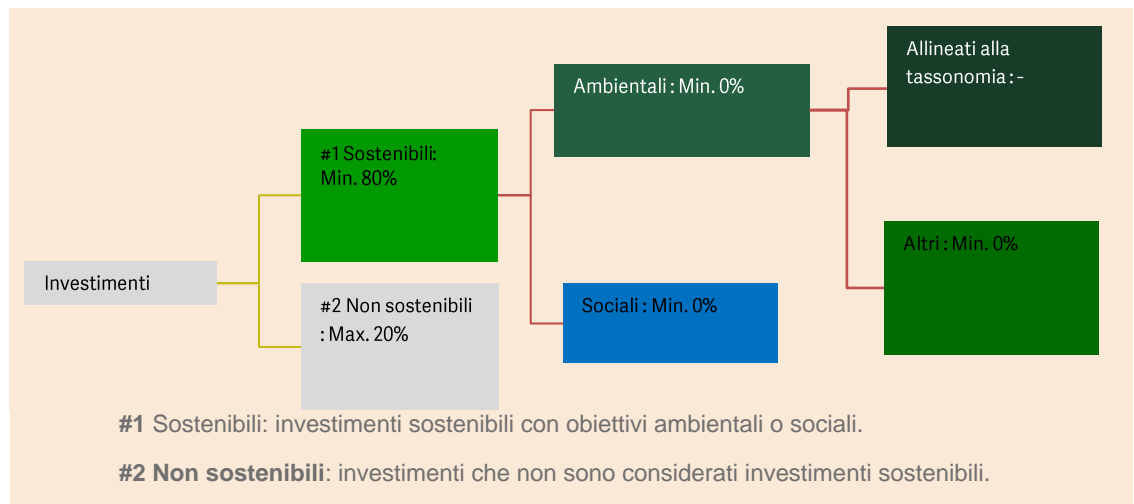 Investimenti
#1 Sostenibili:
Min. 80%
#2 Non sostenibili
: Max. 20%
Ambientali : Min. 0%
Sociali : Min. 0%
Allineati alla
tassonomia : -
Altri : Min. 0%
#1 Sostenibili: investimenti sostenibili con obiettivi ambientali o sociali.
#2 Non sostenibili: investimenti che non sono considerati investimenti sostenibili.